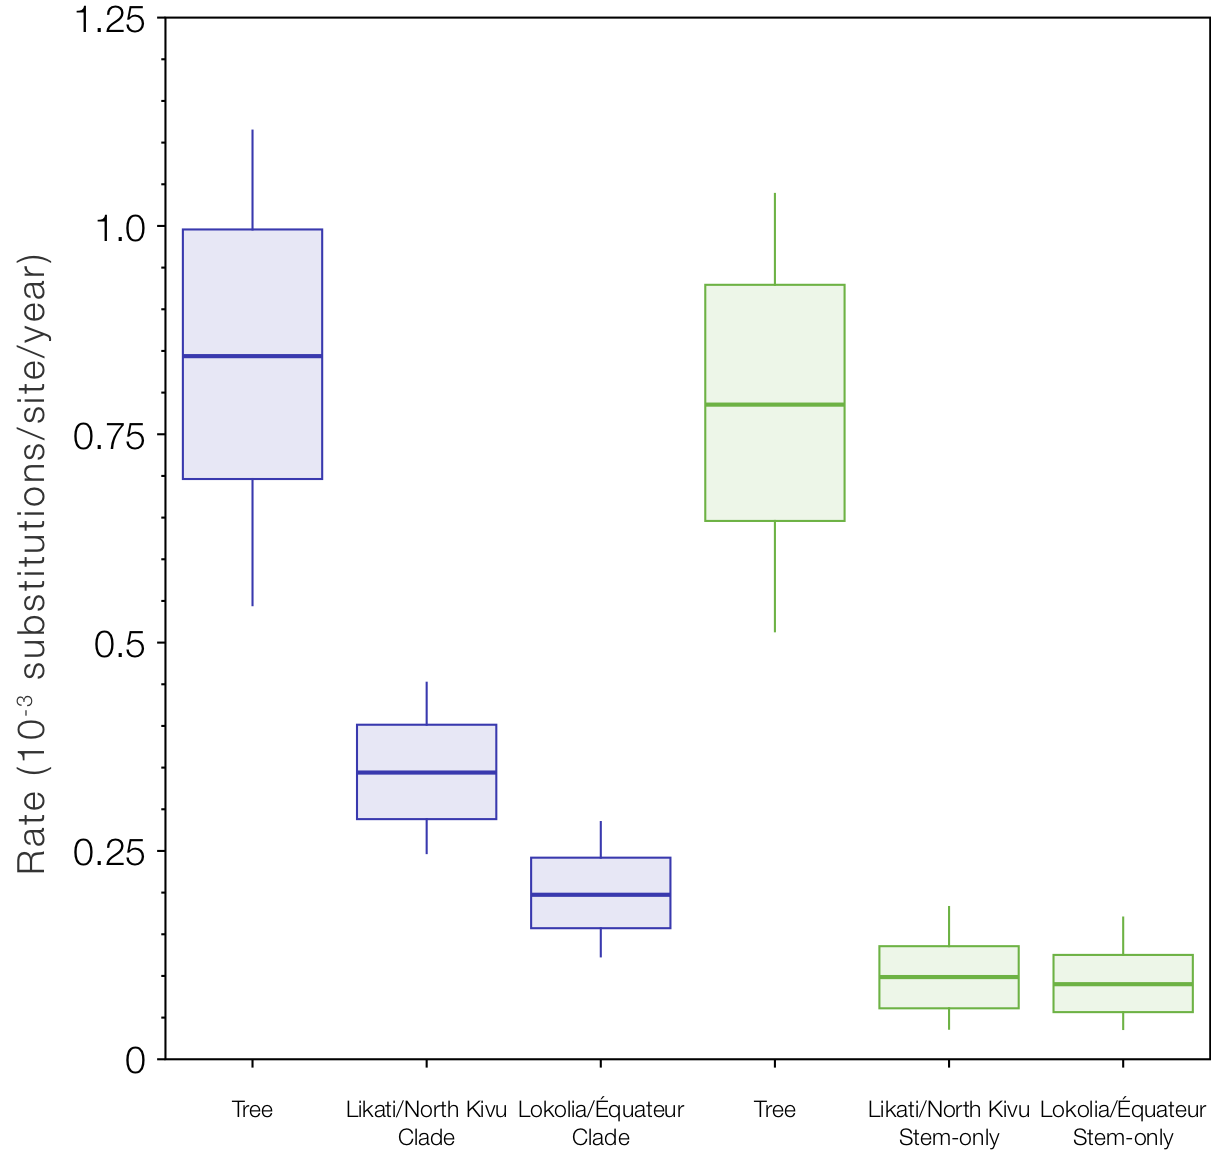 Rate (10⁻³ substitutions/site/year)
1.25
1.0
0.75
0.5
0.25
0
Tree
Likati/North Kivu
Clade
Lokolia/Équateur
Clade
Tree
Likati/North Kivu
Stem-only
Lokolia/Équateur
Stem-only